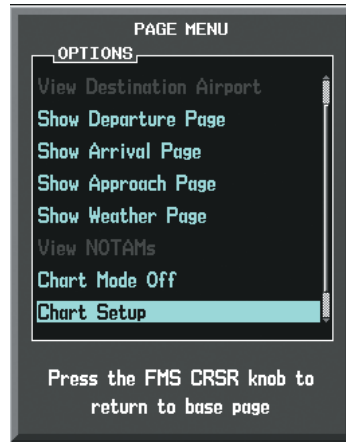 PAGE MENU
OPTIONS
View Destination Airport
Show Departure Page
Show Arrival Page
Show Approach Page
Show Weather Page
View NOTAMs
Chart Mode Off
Chart Setup
Press the FMS CRSR knob to
return to base page